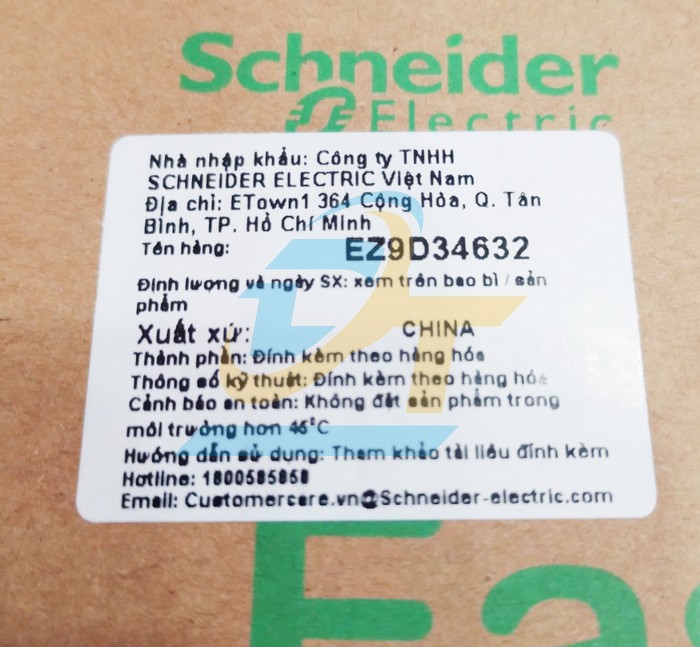 Schneider
Electric
Nhà nhập khẩu: Công ty TNHH
SCHNEIDER ELECTRIC Việt Nam
Địa chỉ: ETown1 364 Cộng Hòa, Q. Tân
Bình, TP. Hồ Chí Minh
Tên hàng: EZ9D34632
Định lượng và ngày SX: xem trên bao bì / sản
phẩm
Xuất xứ: CHINA
Thành phần: Đính kèm theo hàng hóa
Thông số kỹ thuật: Đính kèm theo hàng hóa
Cảnh báo an toàn: Không đặt sản phẩm trong
môi trường hơn 45°C
Hướng dẫn sử dụng: Tham khảo tài liệu đính kèm
Hotline: 1800585858
Email: Customercare.vn@Schneider-electric.com
Eas